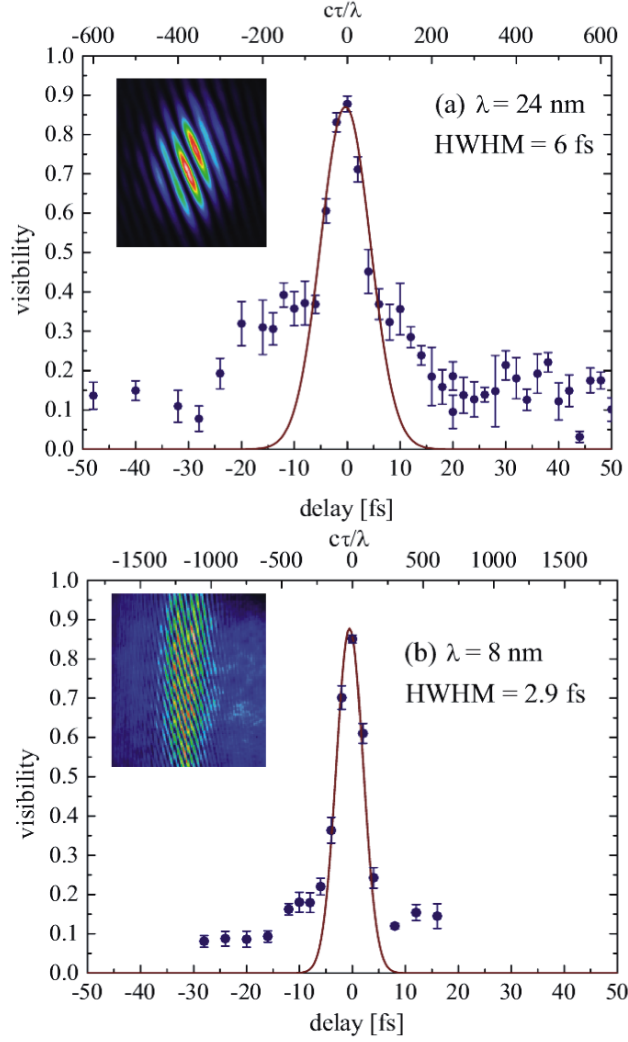 cτ/λ
-600 -400 -200 0 200 400 600
1.0
0.9
0.8
0.7
0.6
0.5
0.4
0.3
0.2
0.1
0.0
visibility
(a) λ = 24 nm
HWHM = 6 fs
-50 -40 -30 -20 -10 0 10 20 30 40 50
delay [fs]
cτ/λ
-1500 -1000 -500 0 500 1000 1500
1.0
0.9
0.8
0.7
0.6
0.5
0.4
0.3
0.2
0.1
0.0
visibility
(b) λ = 8 nm
HWHM = 2.9 fs
-50 -40 -30 -20 -10 0 10 20 30 40 50
delay [fs]